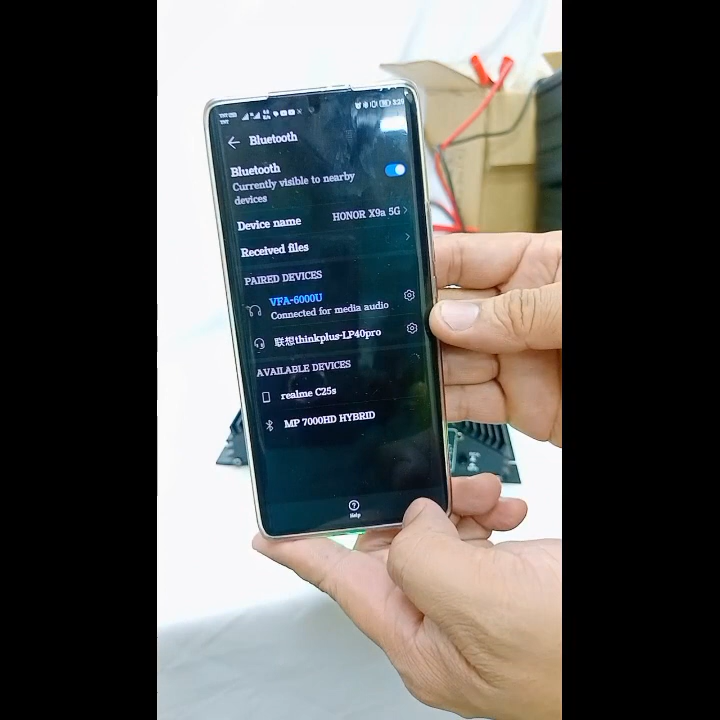 3:29
Bluetooth
Bluetooth
Currently visible to nearby
devices
Device name HONOR X9a 5G
Received files
PAIRED DEVICES
VFA-6000U
Connected for media audio
联想thinkplus-LP40pro
AVAILABLE DEVICES
realme C25s
MP 7000HD HYBRID
Help